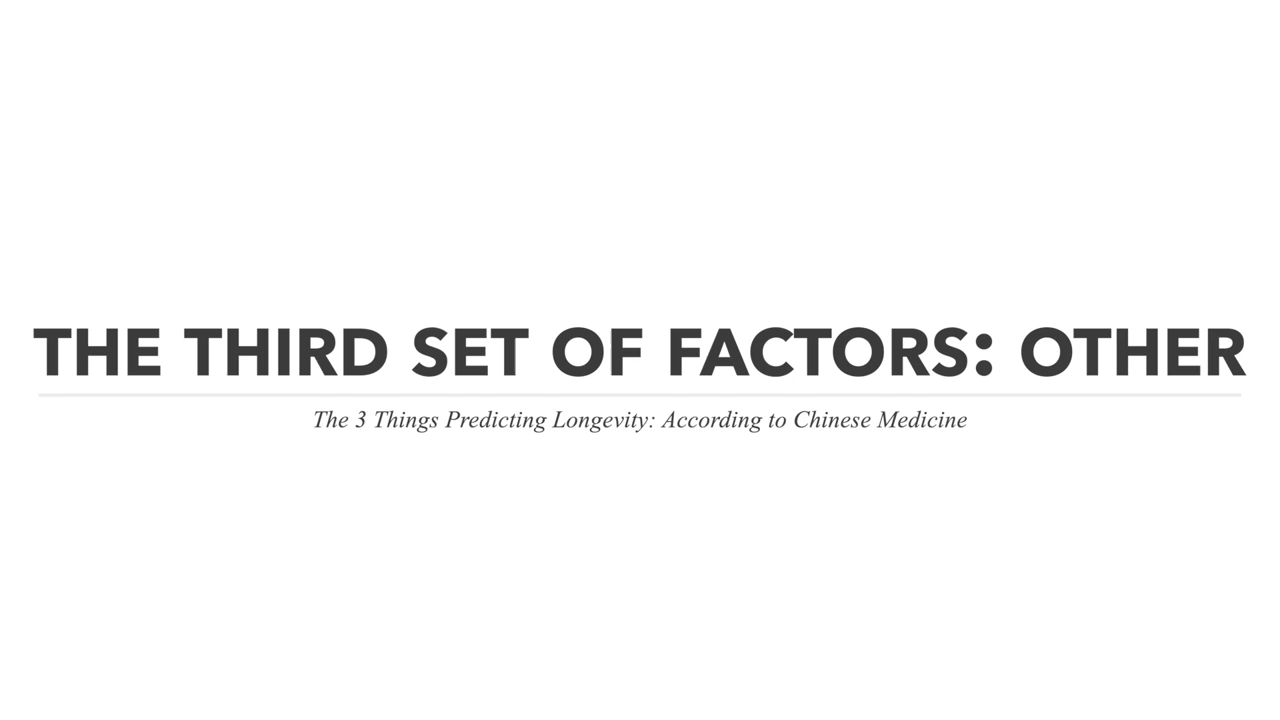 THE THIRD SET OF FACTORS: OTHER
The 3 Things Predicting Longevity: According to Chinese Medicine